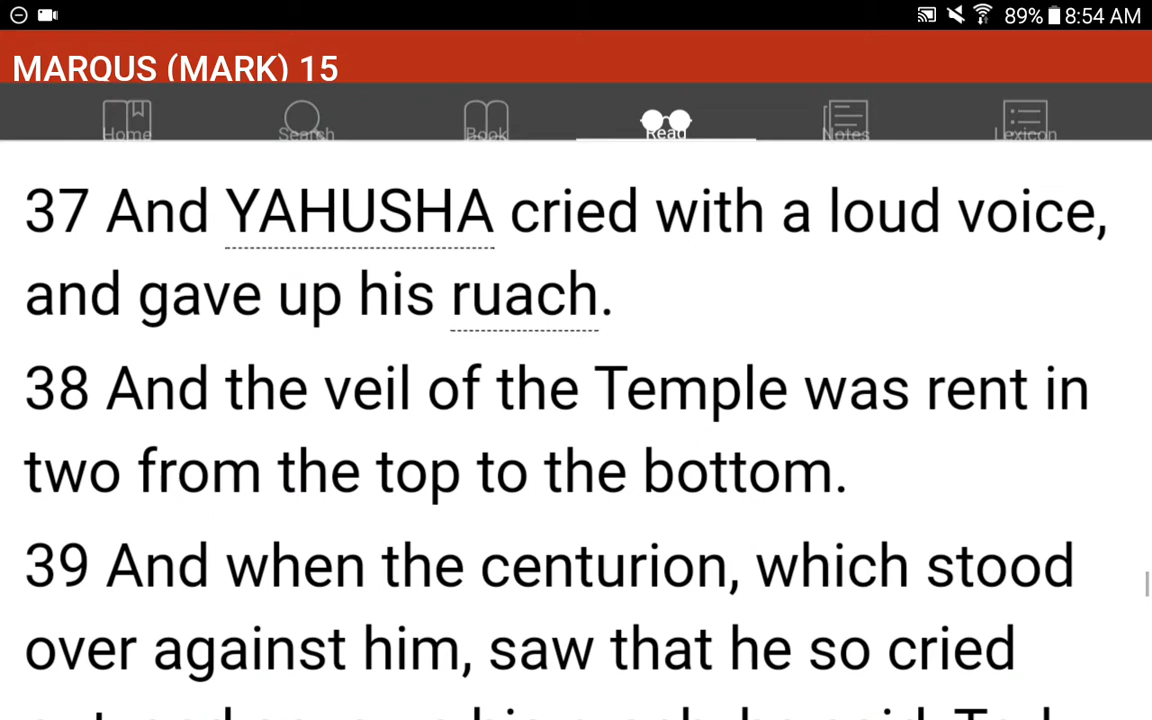 89% 8:54 AM
MARQUS (MARK) 15
Home Search Book Read Notes Lexicon
37 And YAHUSHA cried with a loud voice,
and gave up his ruach.
38 And the veil of the Temple was rent in
two from the top to the bottom.
39 And when the centurion, which stood
over against him, saw that he so cried